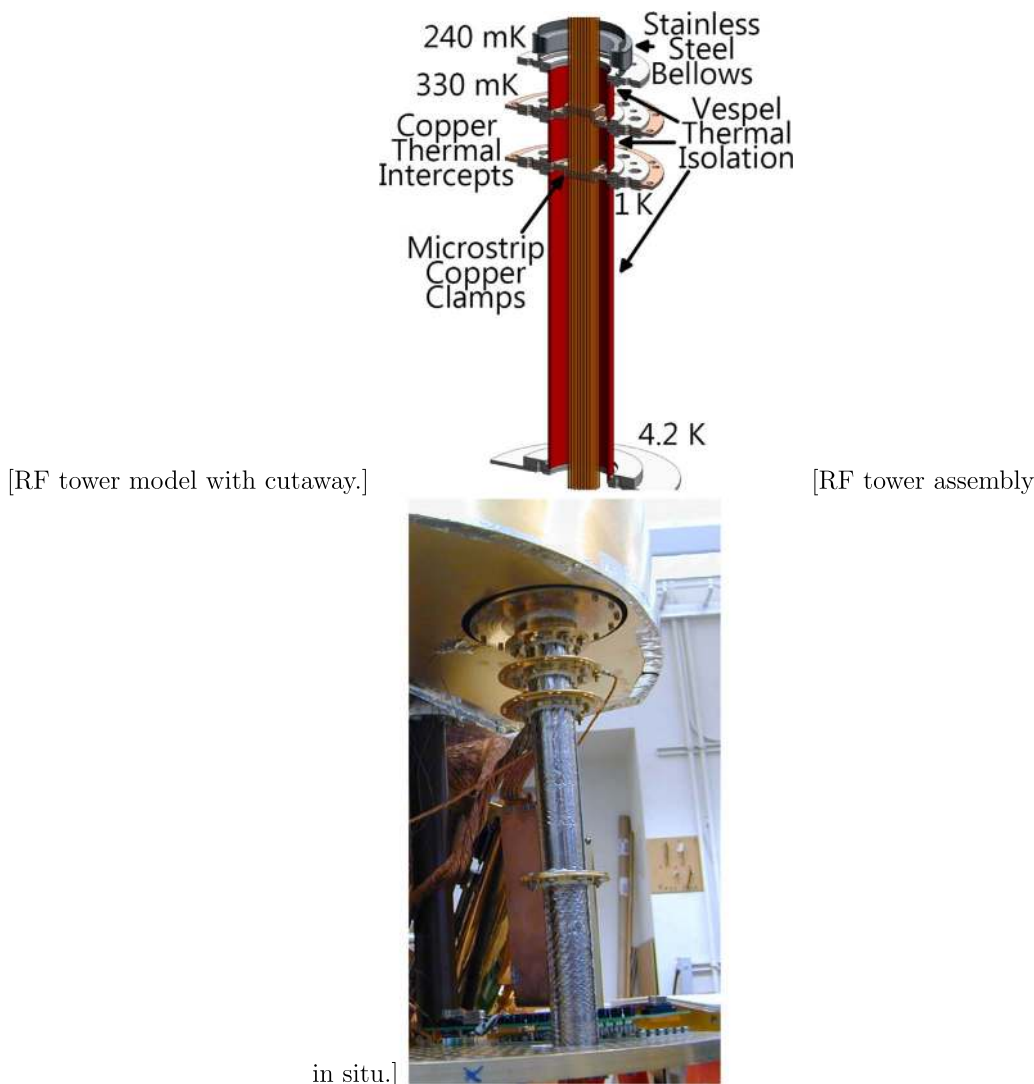 240 mK
Stainless
Steel
Bellows
330 mK
Copper
Thermal
Intercepts
Vespel
Thermal
Isolation
1 K
Microstrip
Copper
Clamps
4.2 K
[RF tower model with cutaway.]
[RF tower assembly
in situ.]